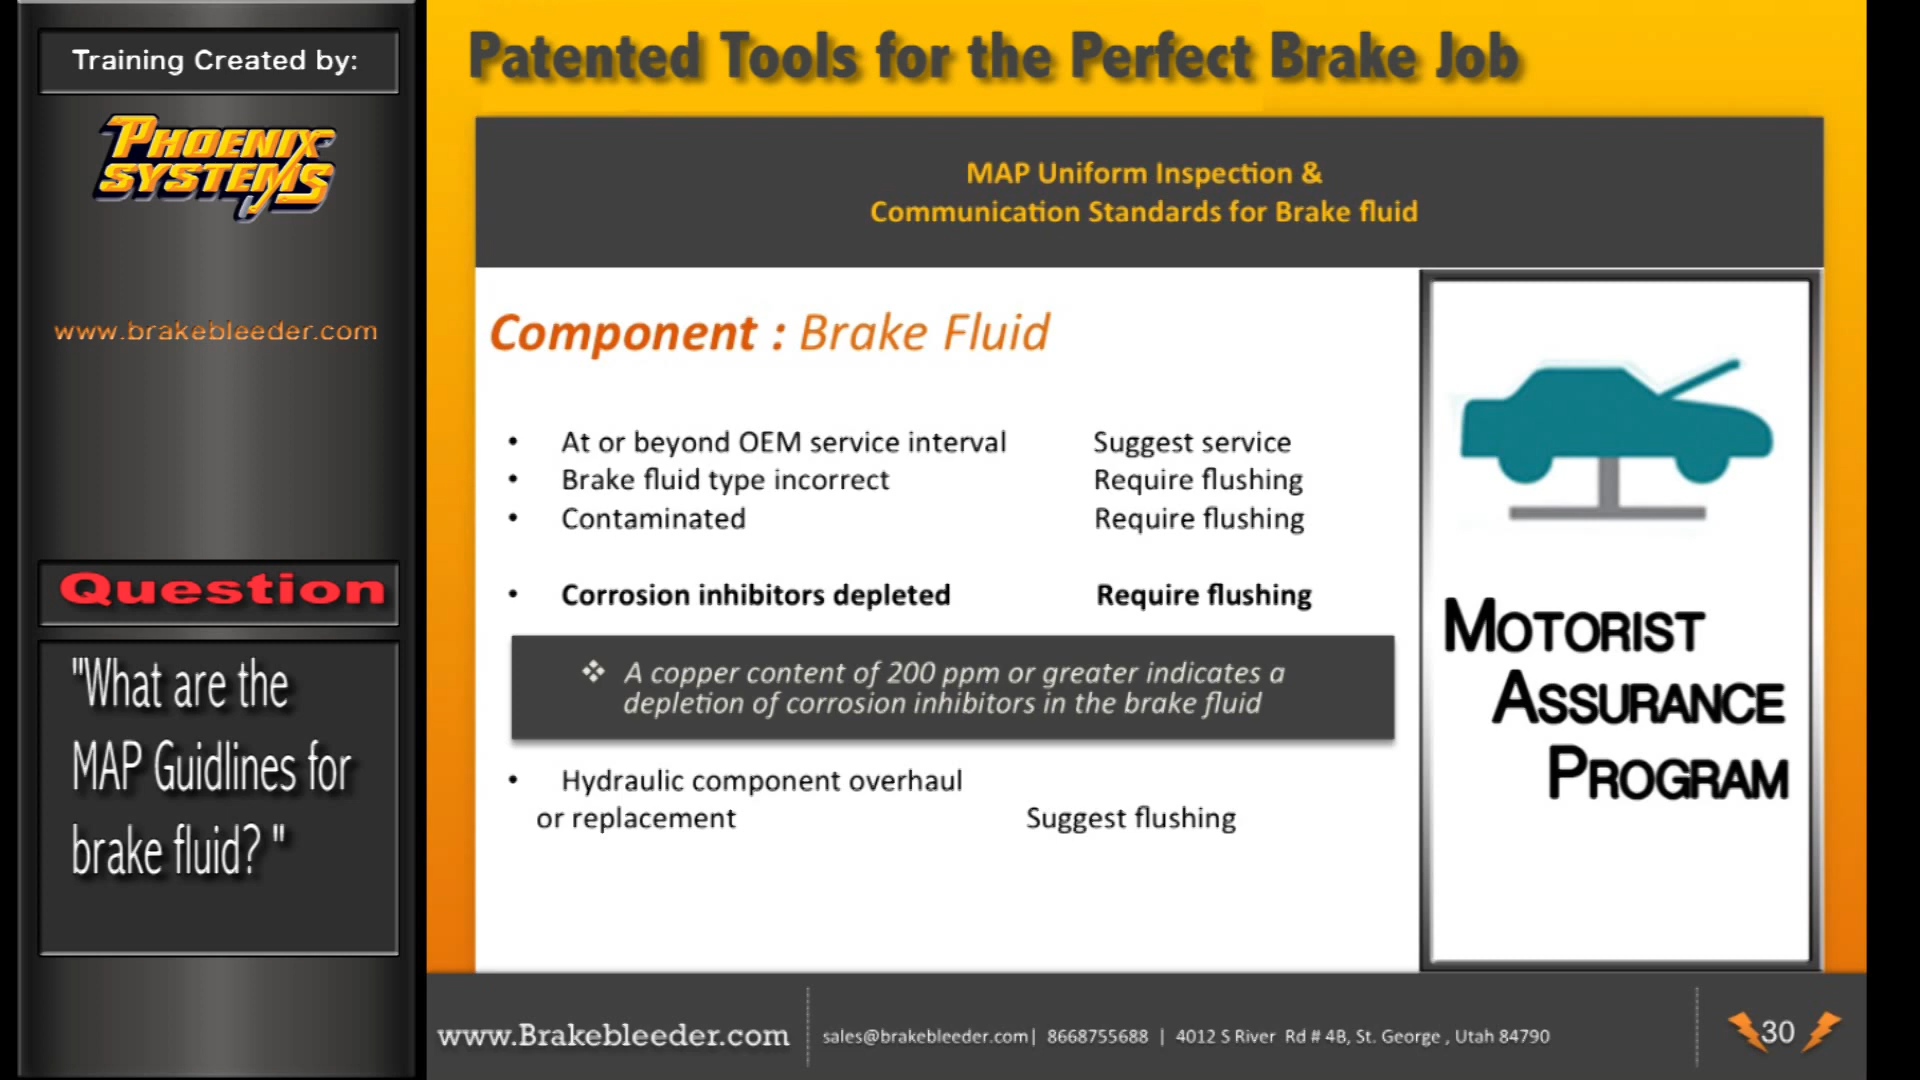 Training Created by:
PHOENIX
SYSTEMS
www.brakebleeder.com
Question
"What are the
MAP Guidlines for
brake fluid? "
Patented Tools for the Perfect Brake Job
MAP Uniform Inspection &
Communication Standards for Brake fluid
Component : Brake Fluid
• At or beyond OEM service interval Suggest service
• Brake fluid type incorrect Require flushing
• Contaminated Require flushing
• Corrosion inhibitors depleted Require flushing
❖ A copper content of 200 ppm or greater indicates a
depletion of corrosion inhibitors in the brake fluid
• Hydraulic component overhaul
or replacement Suggest flushing
MOTORIST
ASSURANCE
PROGRAM
www.Brakebleeder.com
sales@brakebleeder.com| 8668755688 | 4012 S River Rd # 4B, St. George , Utah 84790
30